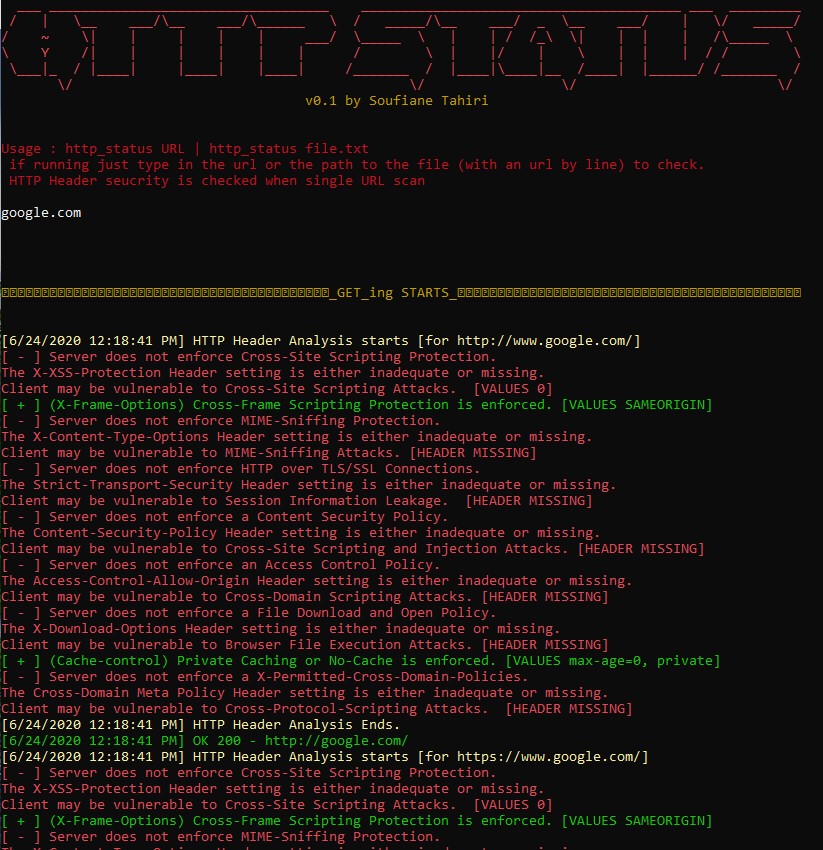 HTTP STATUS
v0.1 by Soufiane Tahiri
Usage : http_status URL | http_status file.txt
if running just type in the url or the path to the file (with an url by line) to check.
HTTP Header seucrity is checked when single URL scan
google.com
_GET_ing STARTS_
[6/24/2020 12:18:41 PM] HTTP Header Analysis starts [for http://www.google.com/]
[ - ] Server does not enforce Cross-Site Scripting Protection.
The X-XSS-Protection Header setting is either inadequate or missing.
Client may be vulnerable to Cross-Site Scripting Attacks.  [VALUES 0]
[ + ] (X-Frame-Options) Cross-Frame Scripting Protection is enforced. [VALUES SAMEORIGIN]
[ - ] Server does not enforce MIME-Sniffing Protection.
The X-Content-Type-Options Header setting is either inadequate or missing.
Client may be vulnerable to MIME-Sniffing Attacks. [HEADER MISSING]
[ - ] Server does not enforce HTTP over TLS/SSL Connections.
The Strict-Transport-Security Header setting is either inadequate or missing.
Client may be vulnerable to Session Information Leakage.  [HEADER MISSING]
[ - ] Server does not enforce a Content Security Policy.
The Content-Security-Policy Header setting is either inadequate or missing.
Client may be vulnerable to Cross-Site Scripting and Injection Attacks. [HEADER MISSING]
[ - ] Server does not enforce an Access Control Policy.
The Access-Control-Allow-Origin Header setting is either inadequate or missing.
Client may be vulnerable to Cross-Domain Scripting Attacks. [HEADER MISSING]
[ - ] Server does not enforce a File Download and Open Policy.
The X-Download-Options Header setting is either inadequate or missing.
Client may be vulnerable to Browser File Execution Attacks. [HEADER MISSING]
[ + ] (Cache-control) Private Caching or No-Cache is enforced. [VALUES max-age=0, private]
[ - ] Server does not enforce a X-Permitted-Cross-Domain-Policies.
The Cross-Domain Meta Policy Header setting is either inadequate or missing.
Client may be vulnerable to Cross-Protocol-Scripting Attacks.  [HEADER MISSING]
[6/24/2020 12:18:41 PM] HTTP Header Analysis Ends.
[6/24/2020 12:18:41 PM] OK 200 - http://google.com/
[6/24/2020 12:18:41 PM] HTTP Header Analysis starts [for https://www.google.com/]
[ - ] Server does not enforce Cross-Site Scripting Protection.
The X-XSS-Protection Header setting is either inadequate or missing.
Client may be vulnerable to Cross-Site Scripting Attacks.  [VALUES 0]
[ + ] (X-Frame-Options) Cross-Frame Scripting Protection is enforced. [VALUES SAMEORIGIN]
[ - ] Server does not enforce MIME-Sniffing Protection.